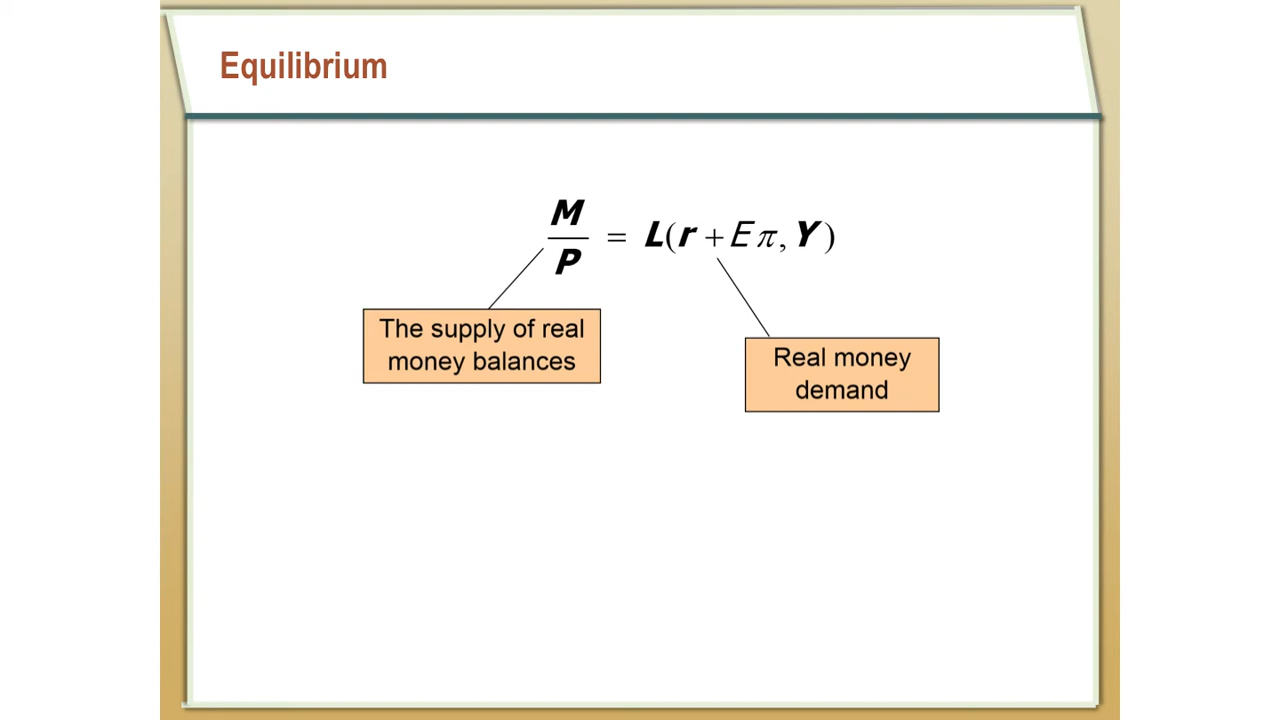 Equilibrium
M/P = L(r + Eπ, Y)
The supply of real
money balances
Real money
demand